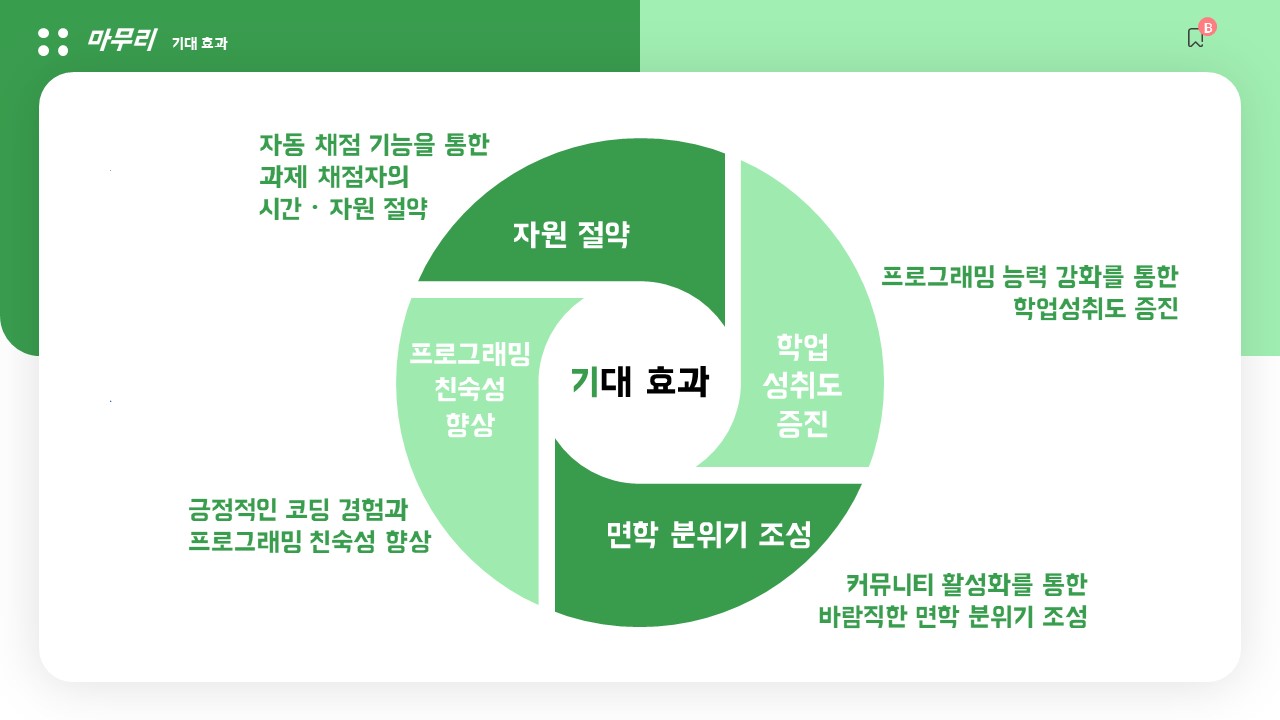 마무리 기대 효과
B
자동 채점 기능을 통한
과제 채점자의
시간 · 자원 절약
자원 절약
프로그래밍 능력 강화를 통한
학업성취도 증진
학업
성취도
증진
프로그래밍
친숙성
향상
기대 효과
긍정적인 코딩 경험과
프로그래밍 친숙성 향상
면학 분위기 조성
커뮤니티 활성화를 통한
바람직한 면학 분위기 조성